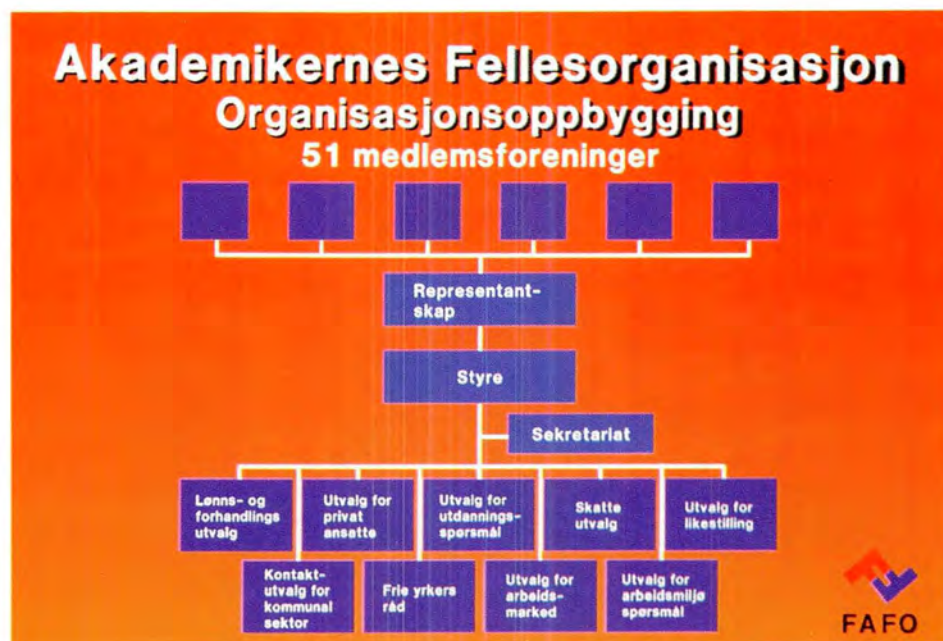 Akademikernes Fellesorganisasjon
Organisasjonsoppbygging
51 medlemsforeninger
Representant-
skap
Styre
Sekretariat
Lønns- og
forhandlings
utvalg
Utvalg for
privat
ansatte
Utvalg for
utdannings-
spørsmål
Skatte
utvalg
Utvalg for
likestilling
Kontakt-
utvalg for
kommunal
sektor
Frie yrkers
råd
Utvalg for
arbeids-
marked
Utvalg for
arbeidsmiljø
spørsmål
FAFO